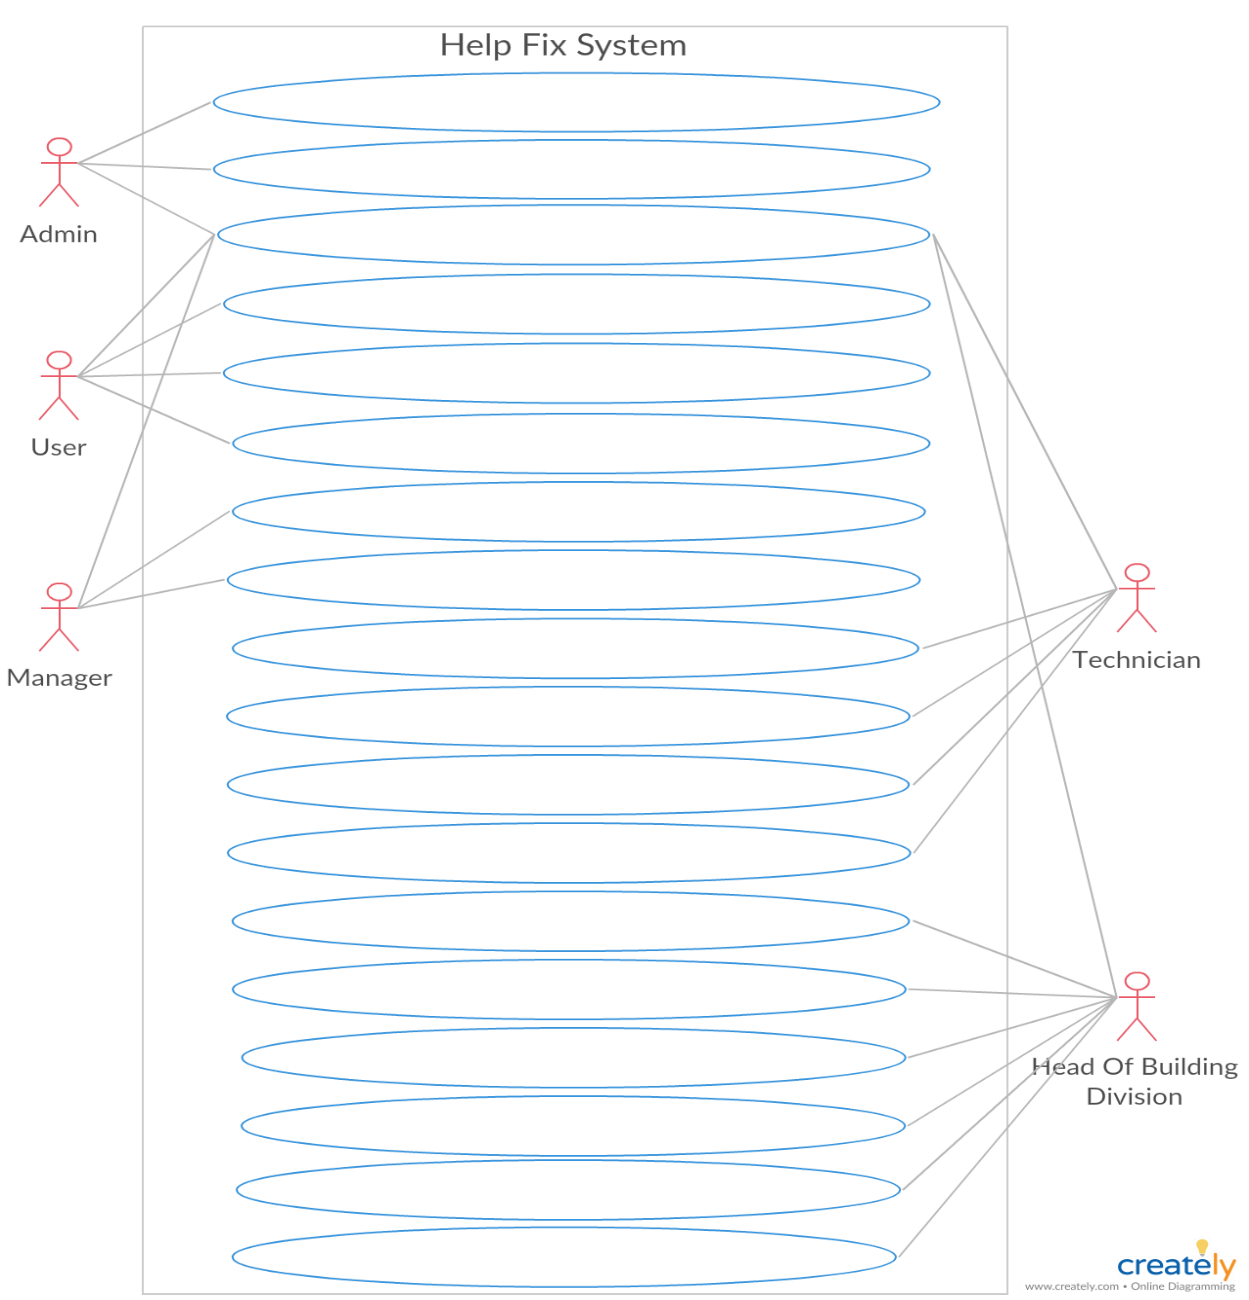 Help Fix System
Admin
User
Manager
Technician
Head Of Building
Division
creately
www.creately.com • Online Diagramming